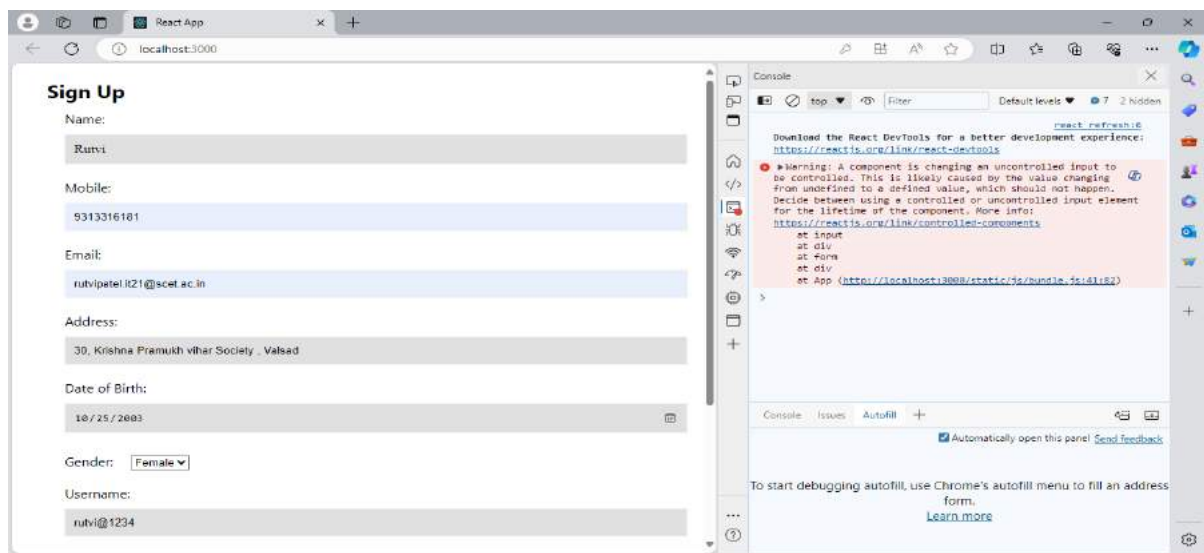 React App
localhost:3000
Sign Up
Name:
Rutvi
Mobile:
9313316181
Email:
rutvipatel.it21@scet.ac.in
Address:
30, Krishna Pramukh vihar Society , Valsad
Date of Birth:
10/25/2003
Gender: Female
Username:
rutvi@1234
Console
top Filter Default levels 7 2 hidden
react refresh:6
Download the React DevTools for a better development experience:
https://reactjs.org/link/react-devtools
Warning: A component is changing an uncontrolled input to
be controlled. This is likely caused by the value changing
from undefined to a defined value, which should not happen.
Decide between using a controlled or uncontrolled input element
for the lifetime of the component. More info:
https://reactjs.org/link/controlled-components
at input
at div
at form
at div
at App (http://localhost:3000/static/js/bundle.js:41:82)
Console Issues Autofill
Automatically open this panel Send feedback
To start debugging autofill, use Chrome's autofill menu to fill an address
form.
Learn more